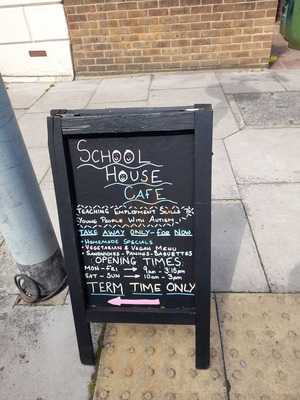 SCHOOL
HOUSE
CAFE
TEACHING EMPLOYMENT SKILLS
YOUNG PEOPLE WITH AUTISM
TAKE AWAY ONLY - FOR NOW
• HOMEMADE SPECIALS
• VEGETARIAN & VEGAN MENU
• SANDWICHES - PANINIS - BAGUETTES
OPENING TIMES:
MON - FRI → 9am - 3:15pm
SAT - SUN → 10am - 3pm
TERM TIME ONLY